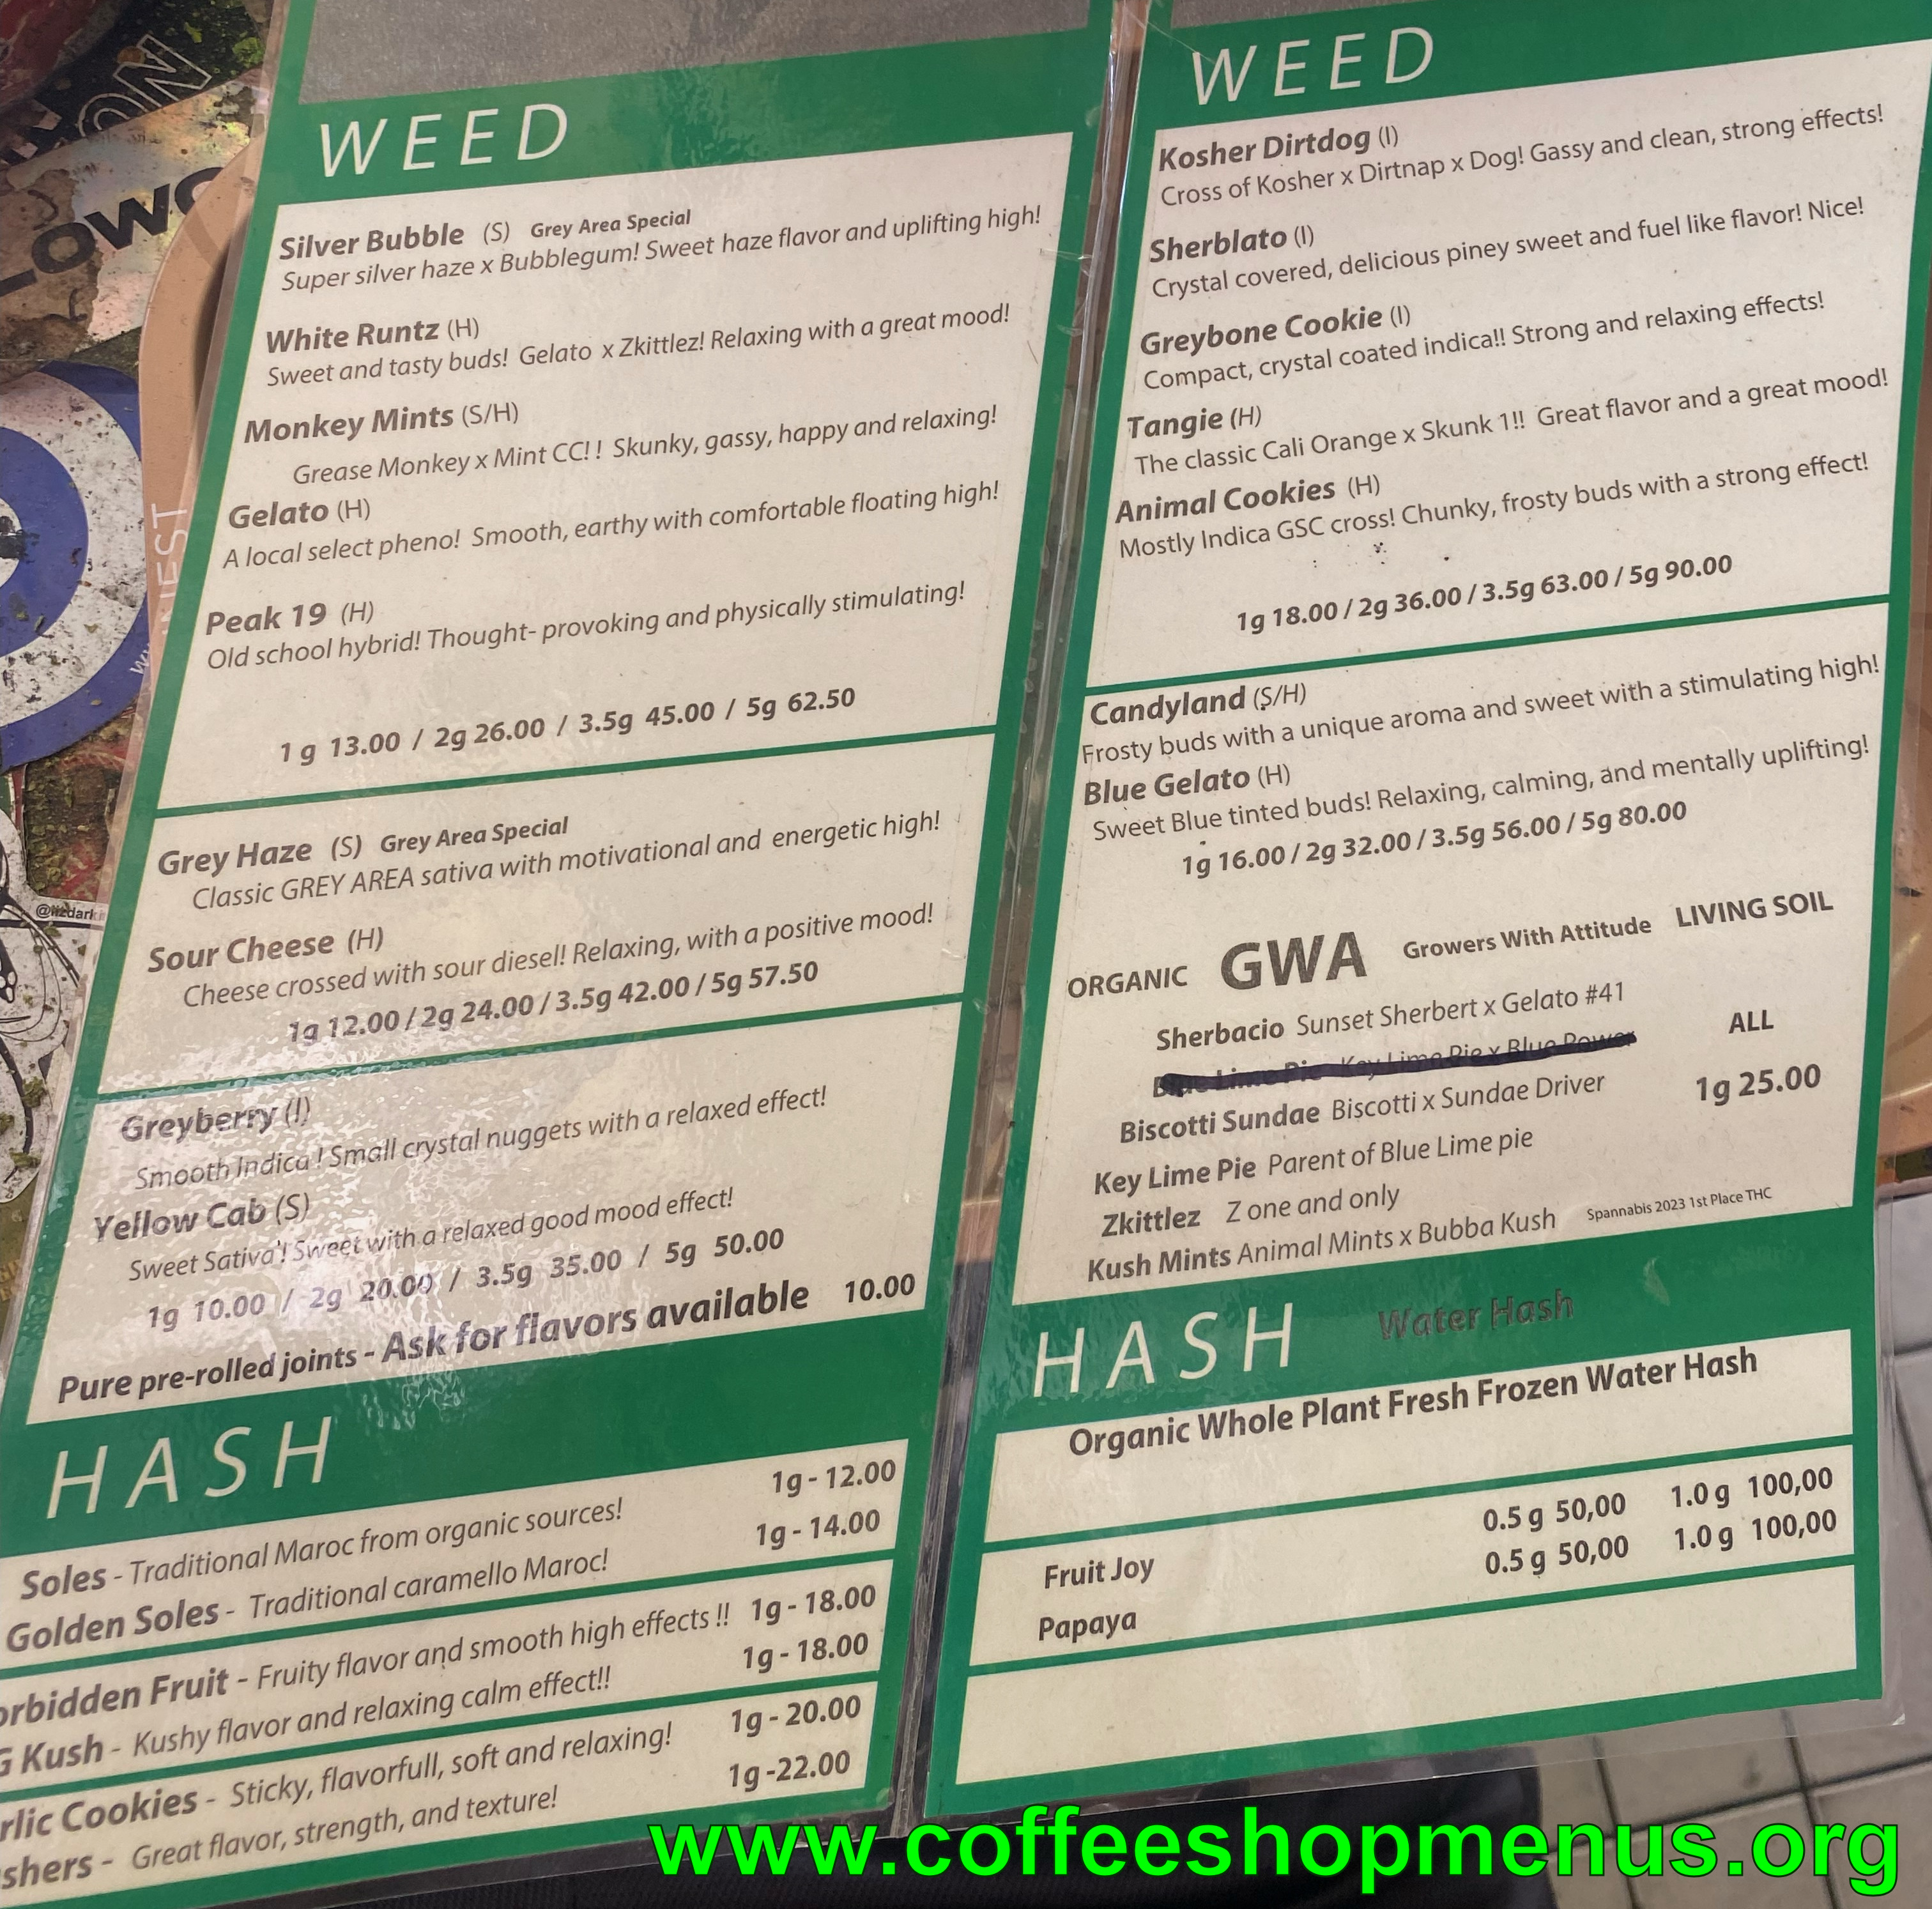 WEED
Silver Bubble (S) Grey Area Special
Super silver haze x Bubblegum! Sweet haze flavor and uplifting high!
White Runtz (H)
Sweet and tasty buds! Gelato x Zkittlez! Relaxing with a great mood!
Monkey Mints (S/H)
Grease Monkey x Mint CC!! Skunky, gassy, happy and relaxing!
Gelato (H)
A local select pheno! Smooth, earthy with comfortable floating high!
Peak 19 (H)
Old school hybrid! Thought- provoking and physically stimulating!
1 g 13.00 / 2g 26.00 / 3.5g 45.00 / 5g 62.50
Grey Haze (S) Grey Area Special
Classic GREY AREA sativa with motivational and energetic high!
Sour Cheese (H)
Cheese crossed with sour diesel! Relaxing, with a positive mood!
1g 12.00 / 2g 24.00 / 3.5g 42.00 / 5g 57.50
Greyberry (I)
Smooth Indica ! Small crystal nuggets with a relaxed effect!
Yellow Cab (S)
Sweet Sativa'! Sweet with a relaxed good mood effect!
1g 10.00 / 2g 20.00 / 3.5g 35.00 / 5g 50.00
Pure pre-rolled joints - Ask for flavors available 10.00
HASH
Soles - Traditional Maroc from organic sources! 1g - 12.00
Golden Soles - Traditional caramello Maroc! 1g - 14.00
orbidden Fruit - Fruity flavor and smooth high effects !! 1g - 18.00
G Kush - Kushy flavor and relaxing calm effect!! 1g - 18.00
rlic Cookies - Sticky, flavorfull, soft and relaxing! 1g - 20.00
shers - Great flavor, strength, and texture! 1g -22.00
WEED
Kosher Dirtdog (I)
Cross of Kosher x Dirtnap x Dog! Gassy and clean, strong effects!
Sherblato (I)
Crystal covered, delicious piney sweet and fuel like flavor! Nice!
Greybone Cookie (I)
Compact, crystal coated indica!! Strong and relaxing effects!
Tangie (H)
The classic Cali Orange x Skunk 1!! Great flavor and a great mood!
Animal Cookies (H)
Mostly Indica GSC cross! Chunky, frosty buds with a strong effect!
1g 18.00 / 2g 36.00 / 3.5g 63.00 / 5g 90.00
Candyland (S/H)
Frosty buds with a unique aroma and sweet with a stimulating high!
Blue Gelato (H)
Sweet Blue tinted buds! Relaxing, calming, and mentally uplifting!
1g 16.00 / 2g 32.00 / 3.5g 56.00 / 5g 80.00
ORGANIC GWA Growers With Attitude LIVING SOIL
Sherbacio Sunset Sherbert x Gelato #41
Blue Lime Pie Key Lime Pie x Blue Power
ALL
Biscotti Sundae Biscotti x Sundae Driver
1g 25.00
Key Lime Pie Parent of Blue Lime pie
Zkittlez Z one and only
Kush Mints Animal Mints x Bubba Kush Spannabis 2023 1st Place THC
HASH Water Hash
Organic Whole Plant Fresh Frozen Water Hash
Fruit Joy 0.5 g 50,00 1.0 g 100,00
Papaya 0.5 g 50,00 1.0 g 100,00
www.coffeeshopmenus.org